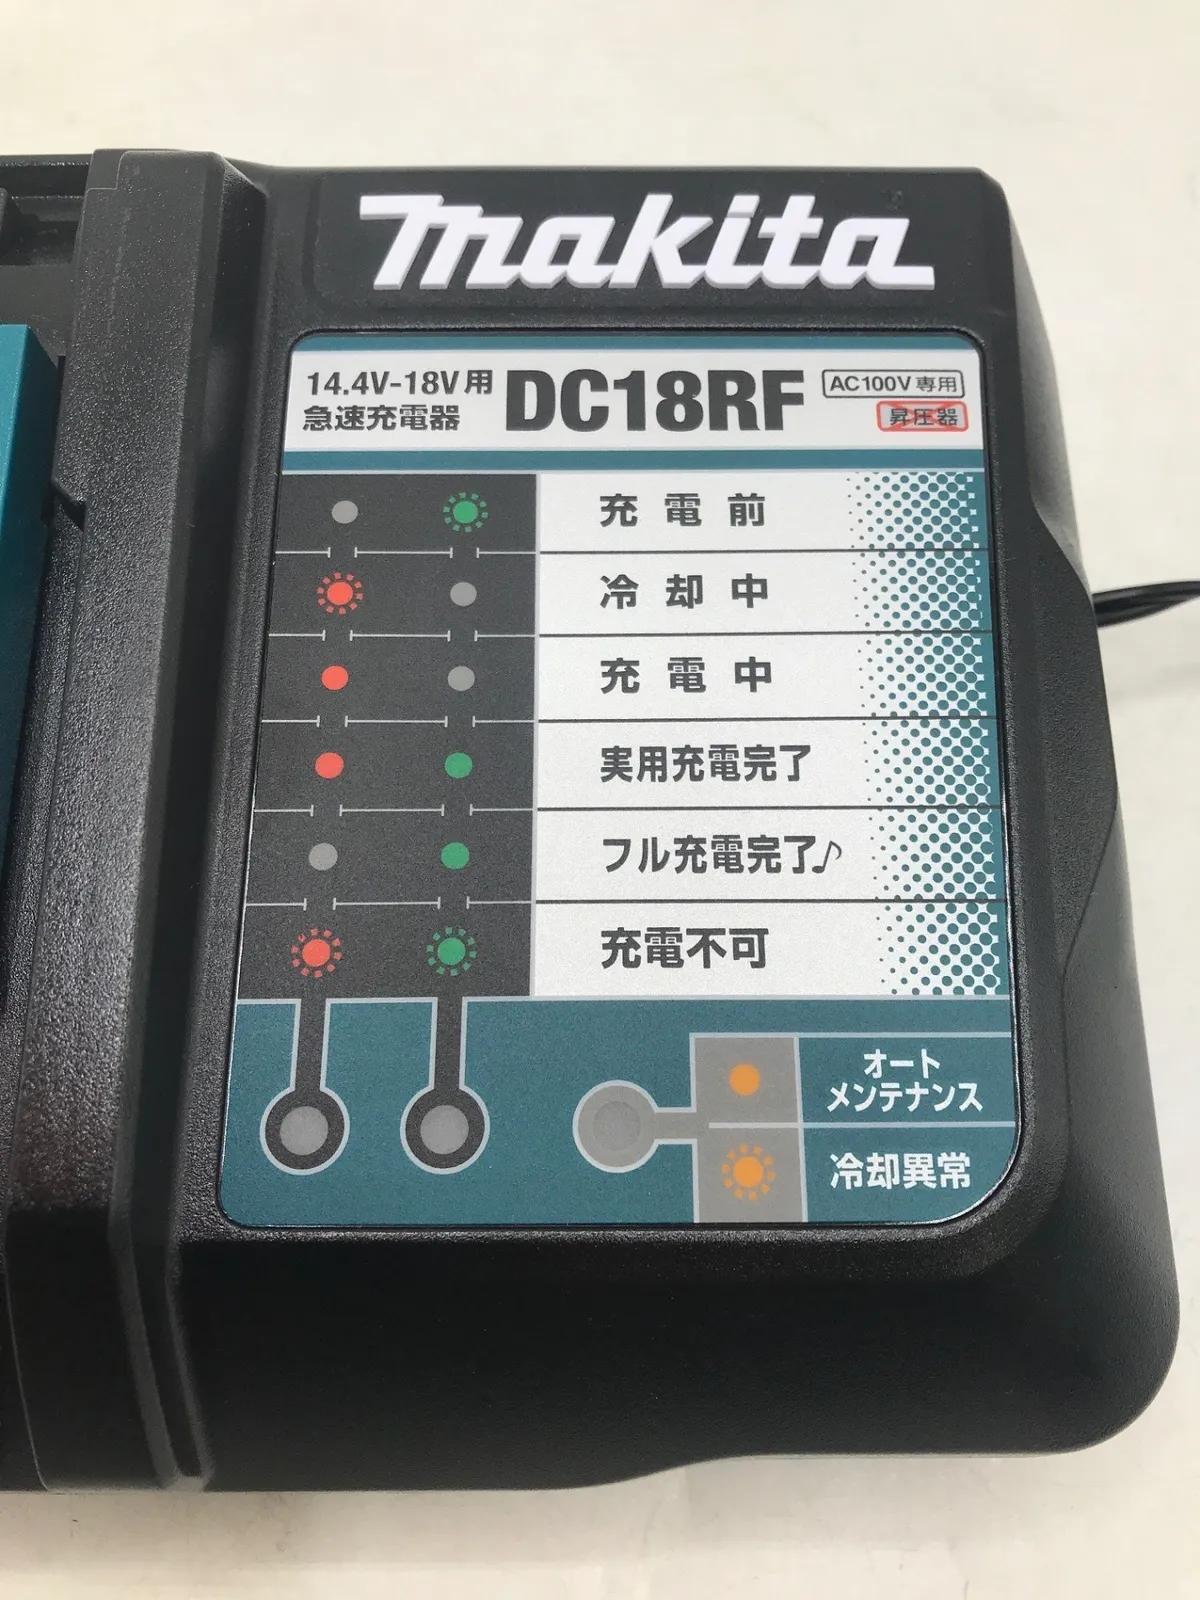 makita
14.4V-18V用
急速充電器
DC18RF
AC100V専用
昇圧器
充電前
冷却中
充電中
実用充電完了
フル充電完了♪
充電不可
オート
メンテナンス
冷却異常